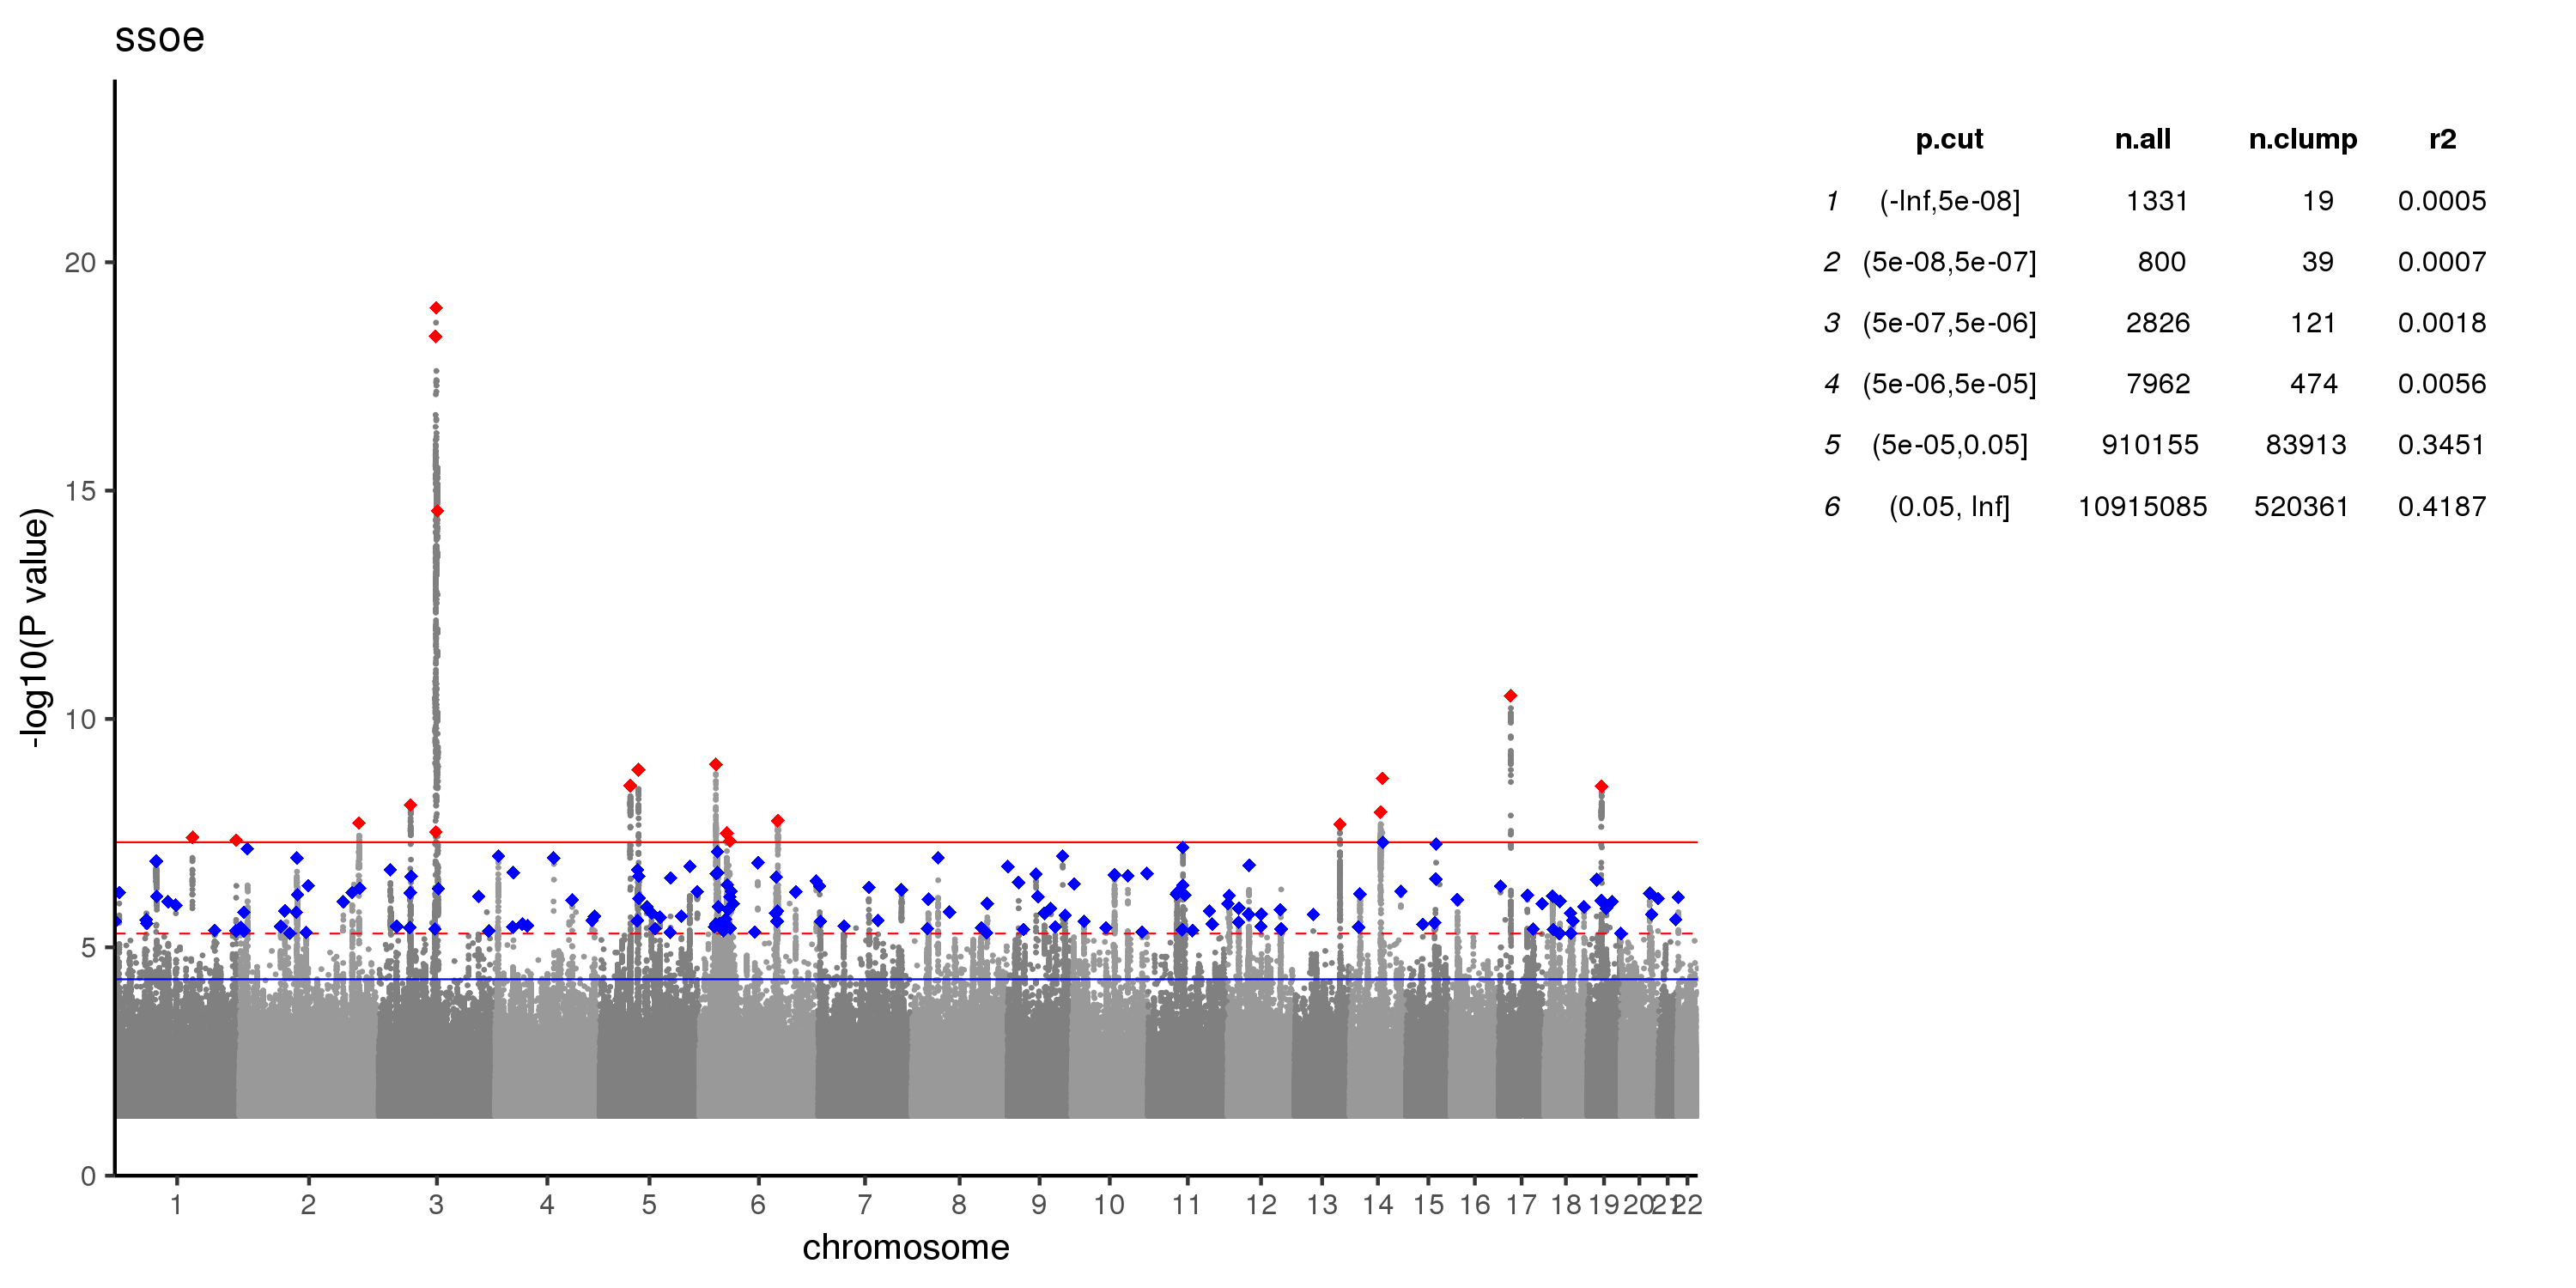 ssoe
p.cut n.all n.clump r2
1 (-Inf,5e-08] 1331 19 0.0005
2 (5e-08,5e-07] 800 39 0.0007
3 (5e-07,5e-06] 2826 121 0.0018
4 (5e-06,5e-05] 7962 474 0.0056
5 (5e-05,0.05] 910155 83913 0.3451
6 (0.05, Inf] 10915085 520361 0.4187
-log10(P value)
20
15
10
5
0
1 2 3 4 5 6 7 8 9 10 11 12 13 14 15 16 17 18 19 20 21 22
chromosome